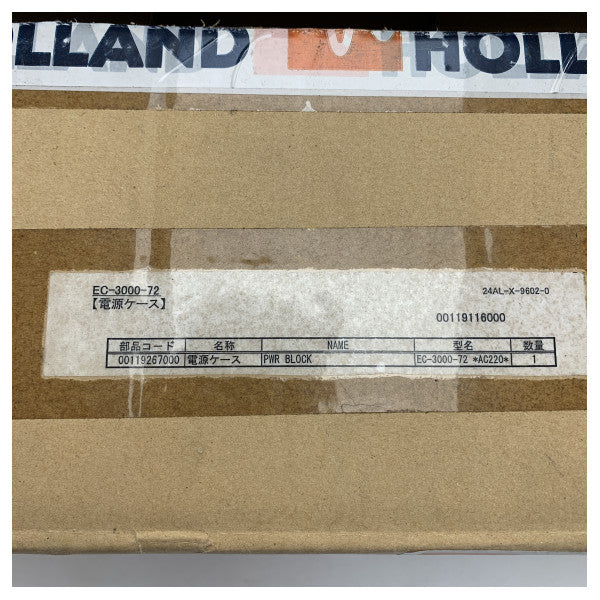 OLLAND HOLL
EC-3000-72
【電源ケース】
24AL-X-9602-0
00119116000
部品コード 名称 NAME 型名 数量
00119267000 電源ケース PWR BLOCK EC-3000-72 *AC220* 1